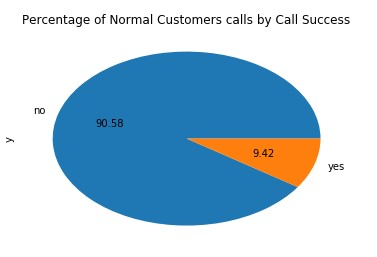 Percentage of Normal Customers calls by Call Success
no
90.58
y
9.42
yes